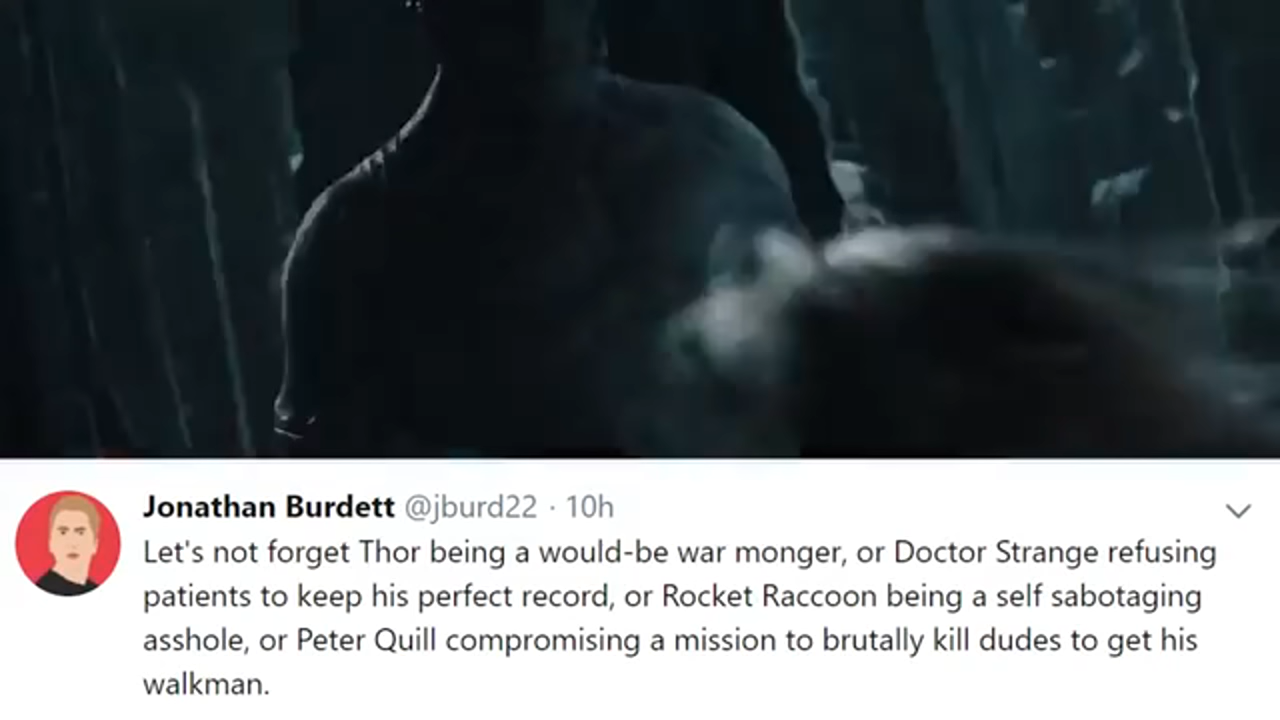 Jonathan Burdett @jburd22 · 10h
Let's not forget Thor being a would-be war monger, or Doctor Strange refusing
patients to keep his perfect record, or Rocket Raccoon being a self sabotaging
asshole, or Peter Quill compromising a mission to brutally kill dudes to get his
walkman.